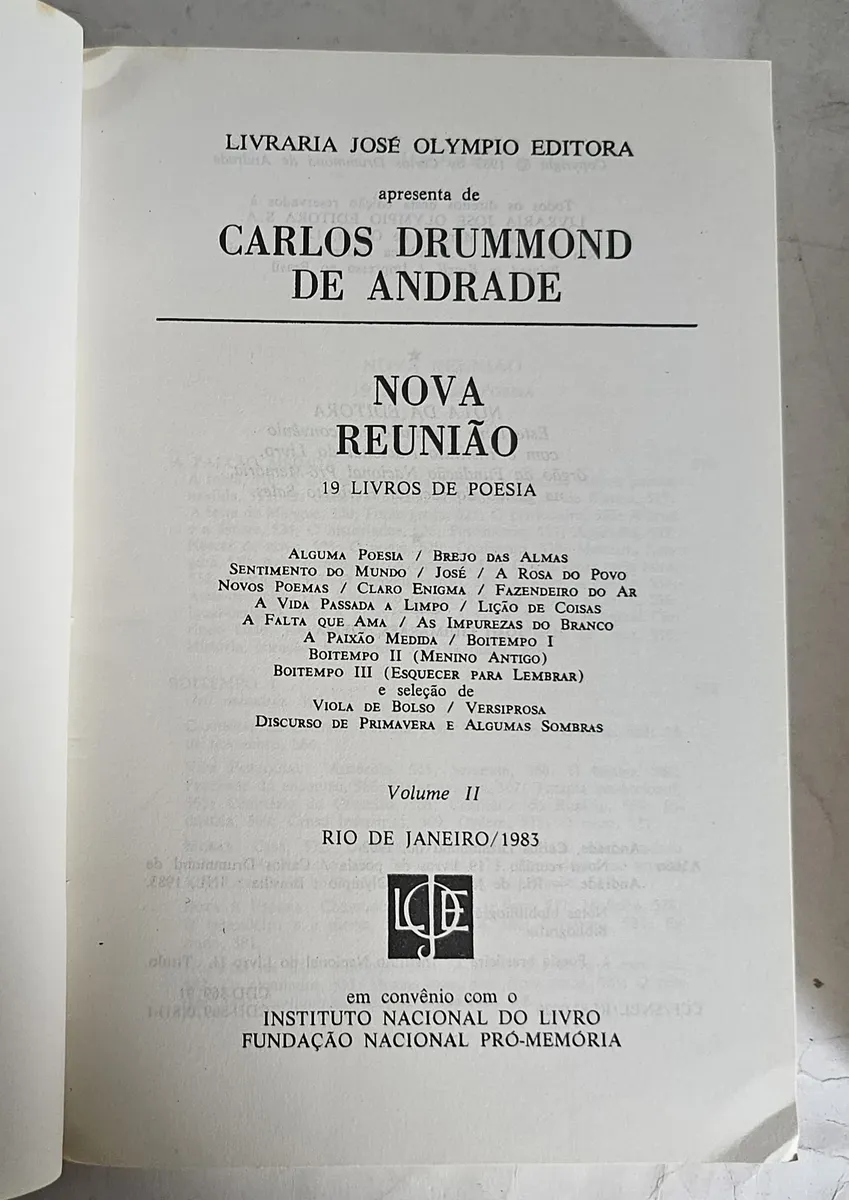 LIVRARIA JOSÉ OLYMPIO EDITORA
apresenta de
CARLOS DRUMMOND
DE ANDRADE
NOVA
REUNIÃO
19 LIVROS DE POESIA
ALGUMA POESIA / BREJO DAS ALMAS
SENTIMENTO DO MUNDO / JOSÉ / A ROSA DO POVO
NOVOS POEMAS / CLARO ENIGMA / FAZENDEIRO DO AR
A VIDA PASSADA A LIMPO / LIÇÃO DE COISAS
A FALTA QUE AMA / AS IMPUREZAS DO BRANCO
A PAIXÃO MEDIDA / BOITEMPO I
BOITEMPO II (MENINO ANTIGO)
BOITEMPO III (ESQUECER PARA LEMBRAR)
e seleção de
VIOLA DE BOLSO / VERSIPROSA
DISCURSO DE PRIMAVERA E ALGUMAS SOMBRAS
Volume II
RIO DE JANEIRO/1983
LJOE
em convênio com o
INSTITUTO NACIONAL DO LIVRO
FUNDAÇÃO NACIONAL PRÓ-MEMÓRIA